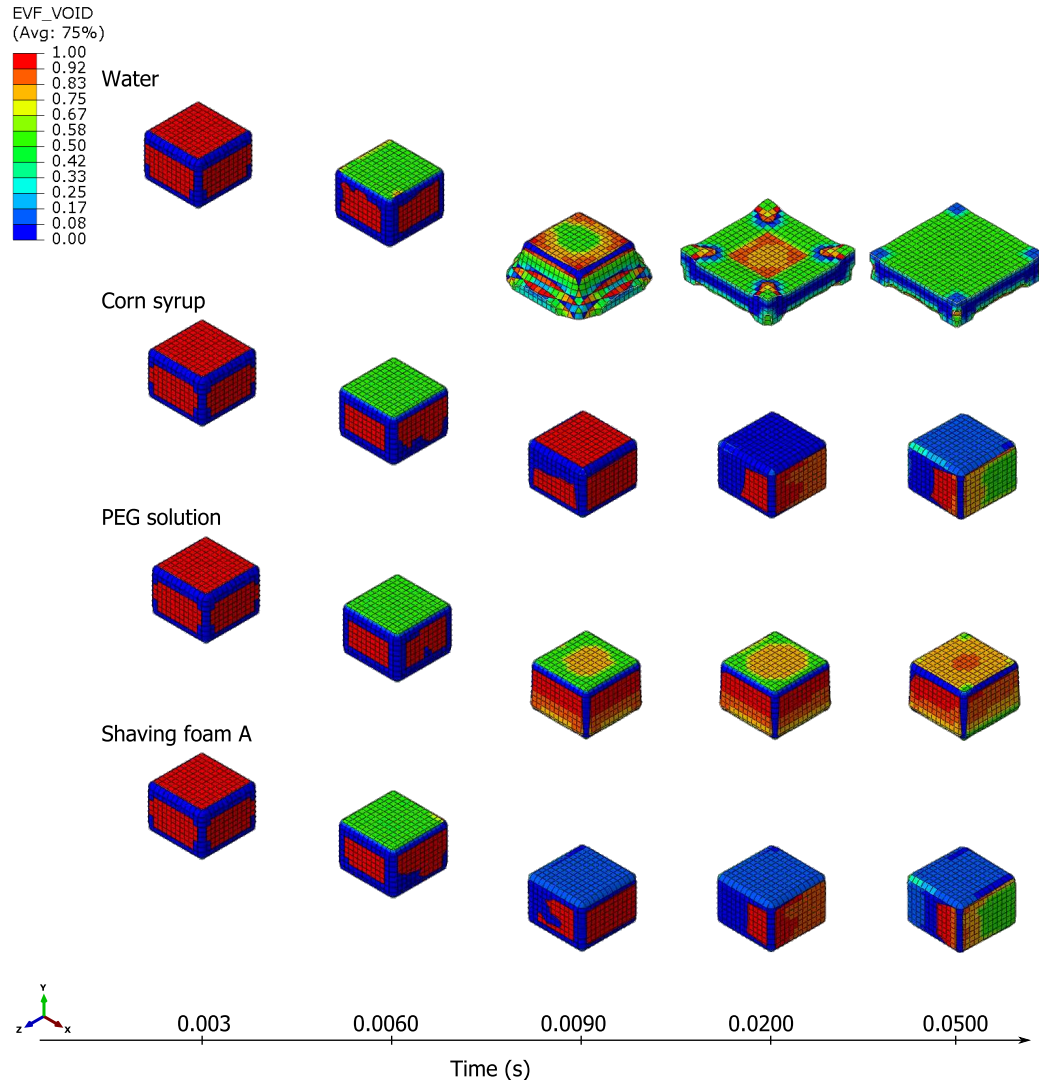 EVF_VOID
(Avg: 75%)
1.00
0.92
0.83
0.75
0.67
0.58
0.50
0.42
0.33
0.25
0.17
0.08
0.00
Water
Corn syrup
PEG solution
Shaving foam A
Y
Z
X
0.003 0.0060 0.0090 0.0200 0.0500
Time (s)